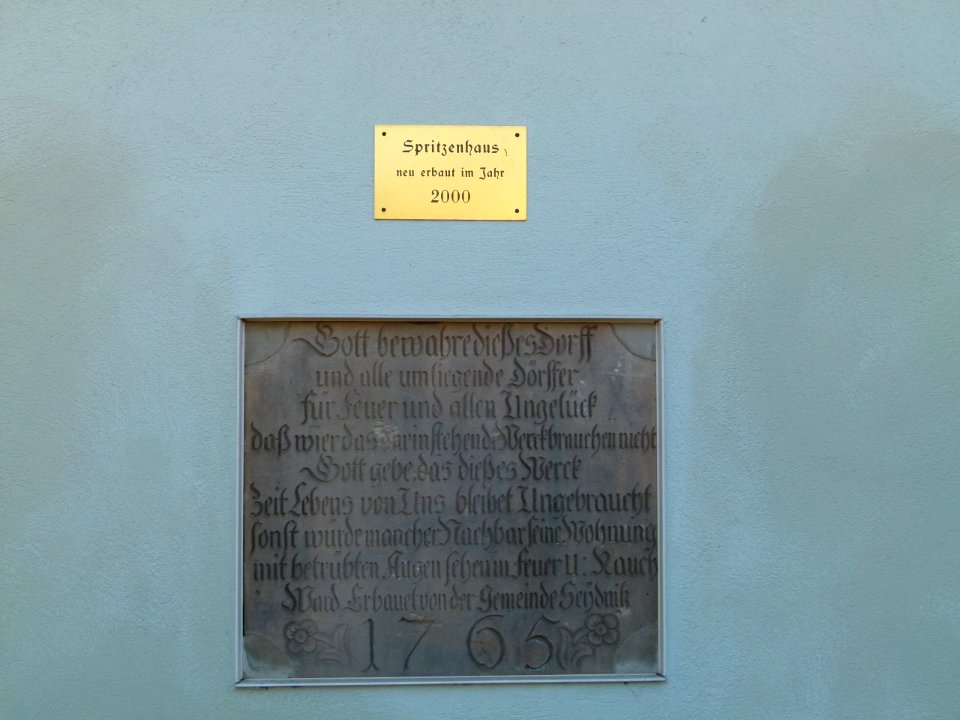 Spritzenhaus
neu erbaut im Jahr
2000
Gott bewahre dießes Dorff
und alle umliegende Dörffer
für Feuer und allen Ungelück
daß wier das darinstehende Werck brauchen nicht
Gott gebe. das dießes Werck
Zeit Lebens von Uns bleibet Ungebraucht
sonst würde mancher Nachbar seine Wohnung
mit betrübten Augen sehen im Feuer U: Rauch
Ward Erbauet von der Gemeinde Seydnitz
1765